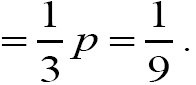 = 1/3 p = 1/9 .